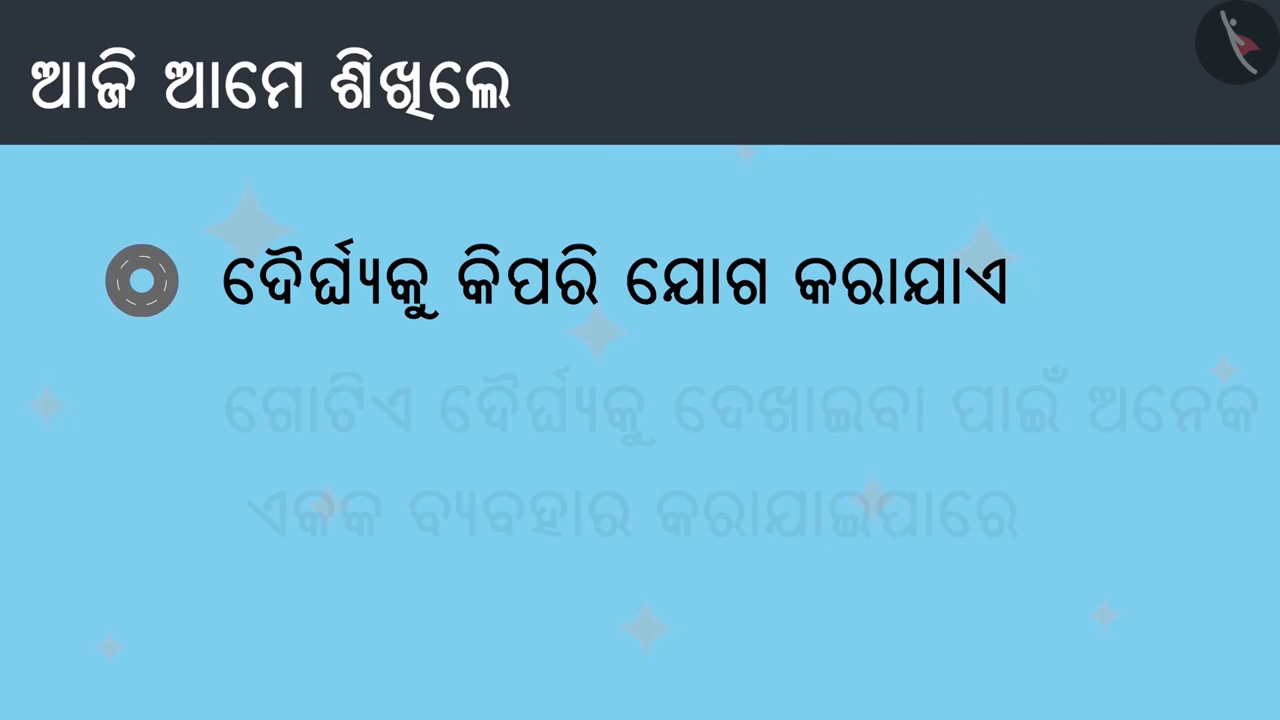 ଆଜି ଆମେ ଶିଖିଲେ
ଦୈର୍ଘ୍ୟକୁ କିପରି ଯୋଗ କରାଯାଏ
ଗୋଟିଏ ଦୈର୍ଘ୍ୟକୁ ଦେଖାଇବା ପାଇଁ ଅନେକ
ଏକକ ବ୍ୟବହାର କରାଯାଇପାରେ